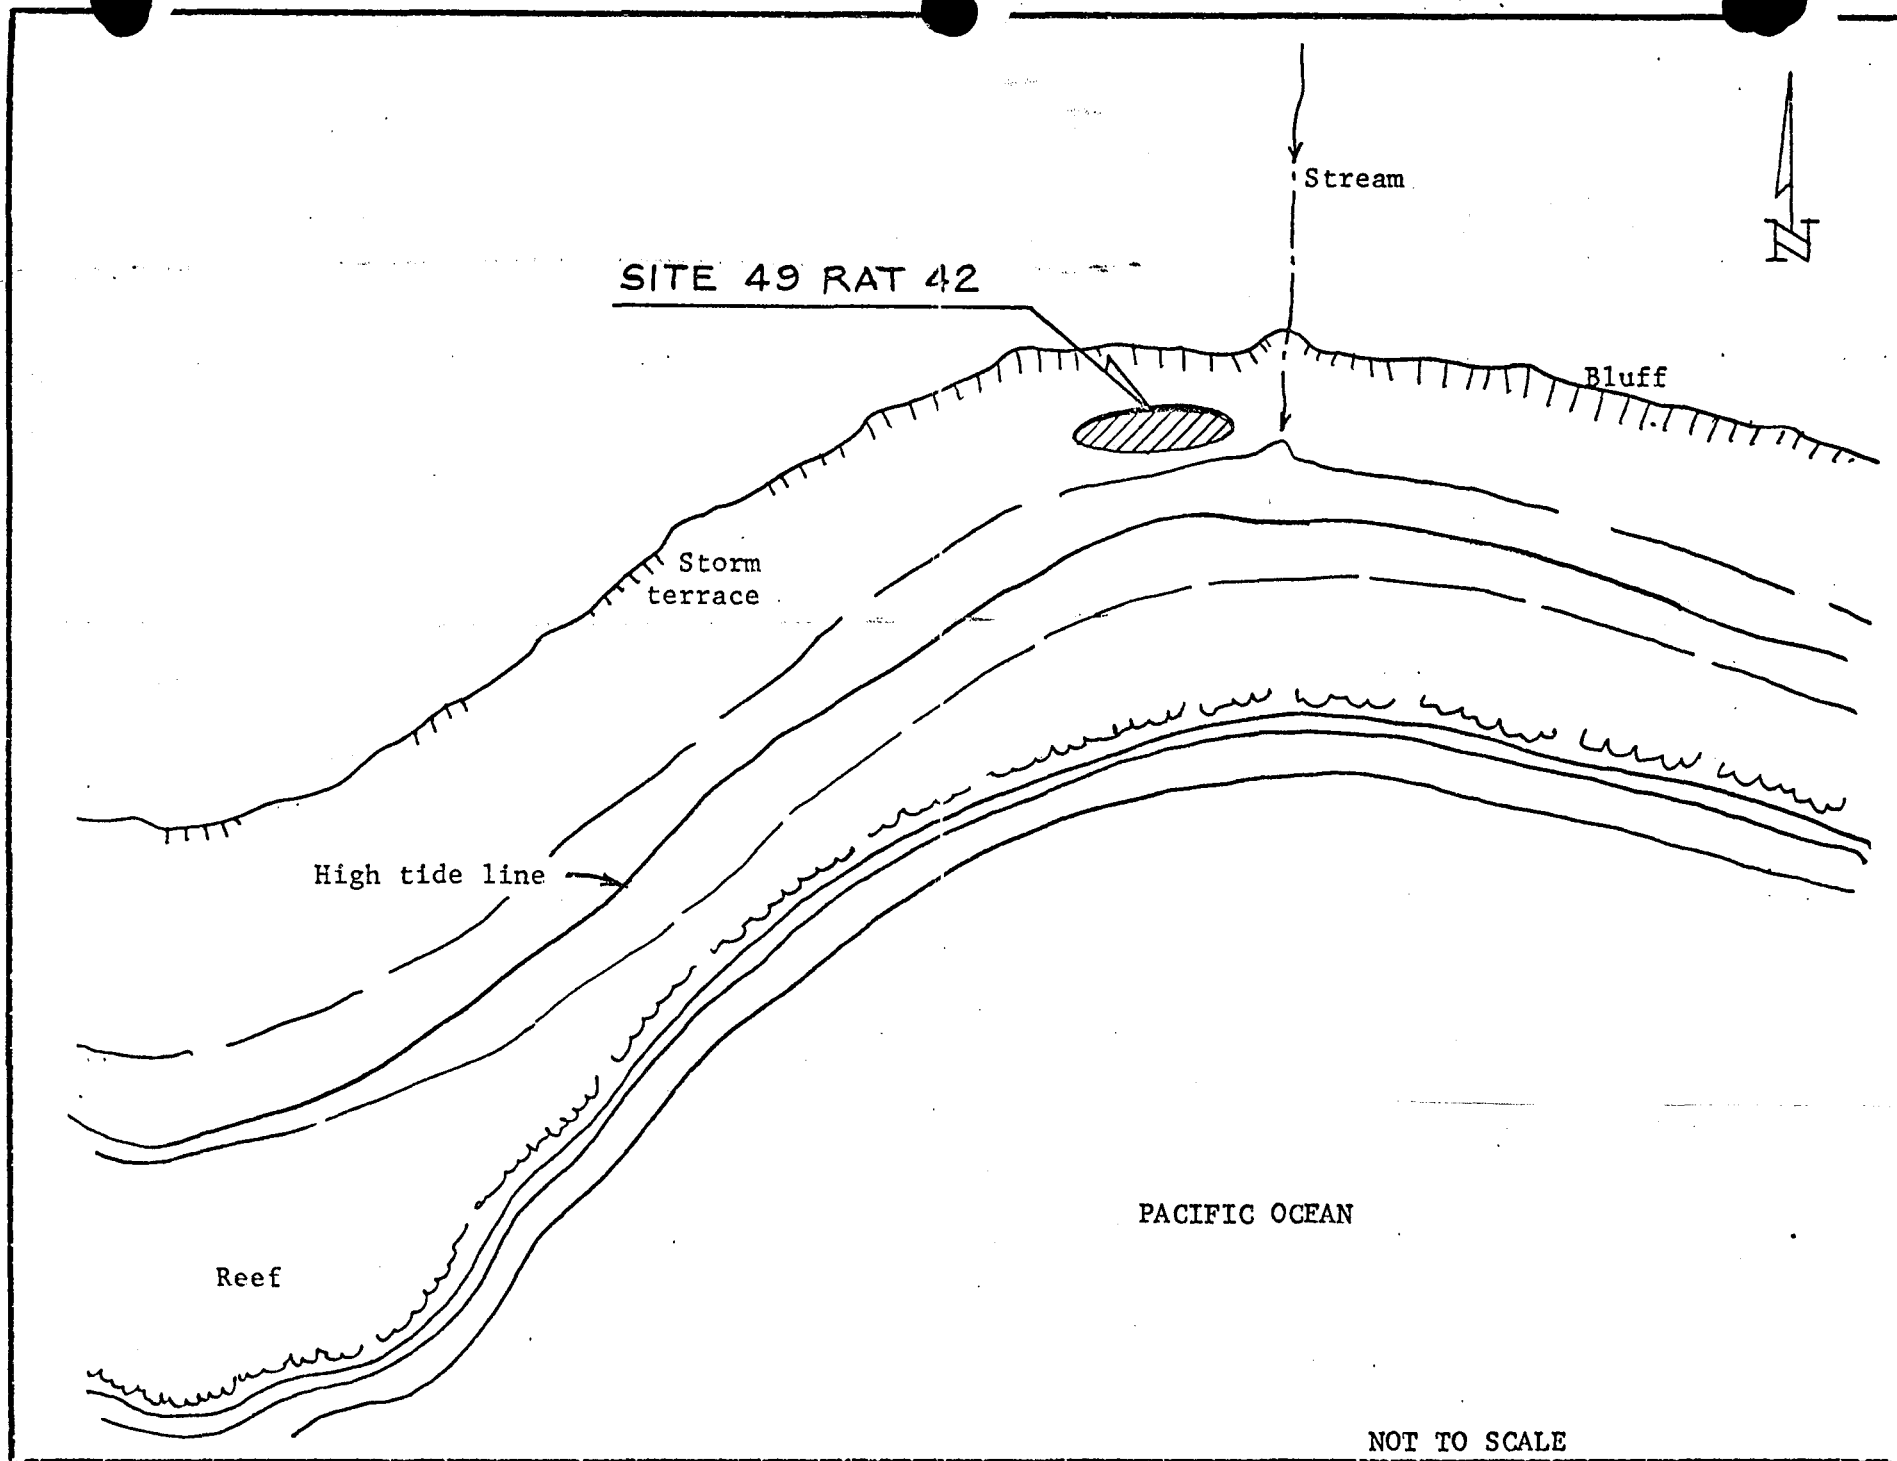 Stream
N
SITE 49 RAT 42
Bluff
Storm
terrace
High tide line
PACIFIC OCEAN
Reef
NOT TO SCALE